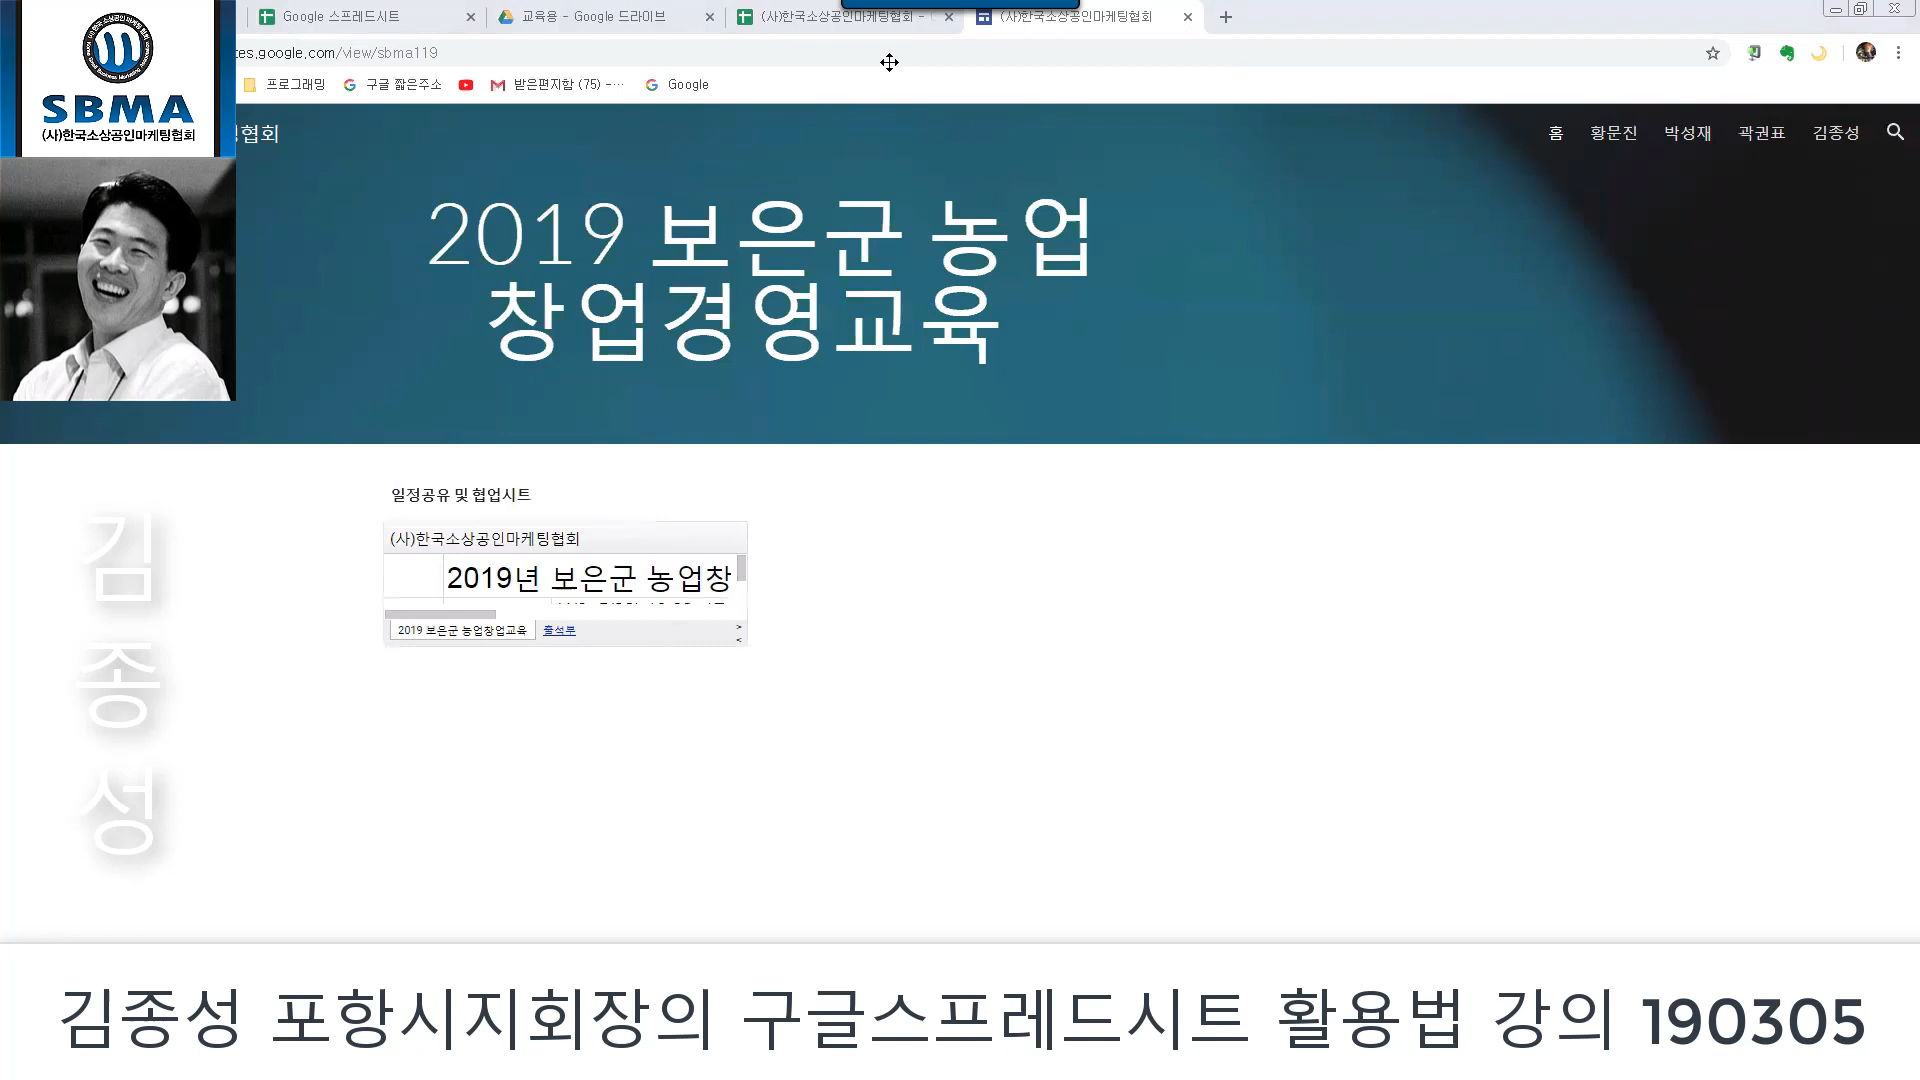 Google 스프레드시트
교육용 - Google 드라이브
(사)한국소상공인마케팅협회 -
(사)한국소상공인마케팅협회
tes.google.com/view/sbma119
프로그래밍
구글 짧은주소
받은편지함 (75) -…
Google
SBMA
(사)한국소상공인마케팅협회
협회
홈
황문진
박성재
곽권표
김종성
2019 보은군 농업
창업경영교육
일정공유 및 협업시트
(사)한국소상공인마케팅협회
2019년 보은군 농업창
2019 보은군 농업창업교육
출석부
김
종
성
김종성 포항시지회장의 구글스프레드시트 활용법 강의 190305